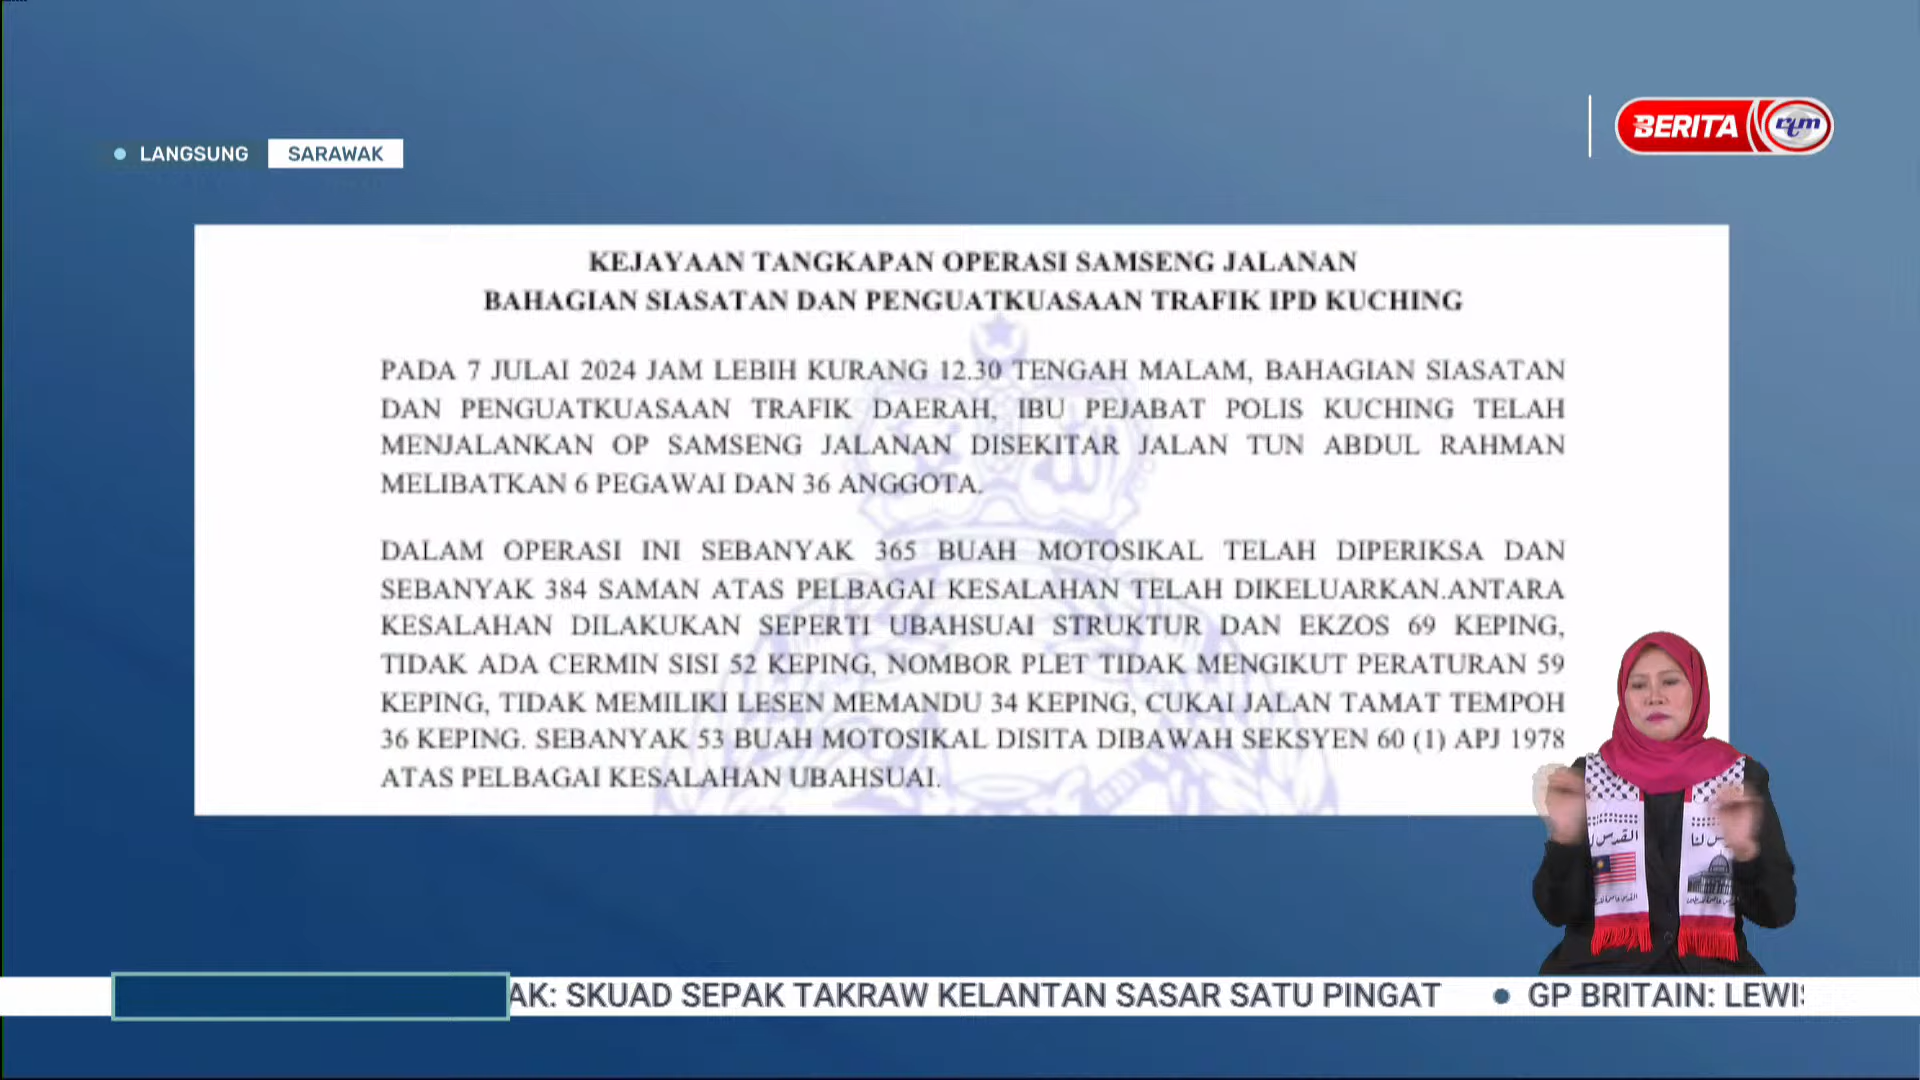 LANGSUNG SARAWAK
BERITA rtm
KEJAYAAN TANGKAPAN OPERASI SAMSENG JALANAN
BAHAGIAN SIASATAN DAN PENGUATKUASAAN TRAFIK IPD KUCHING
PADA 7 JULAI 2024 JAM LEBIH KURANG 12.30 TENGAH MALAM, BAHAGIAN SIASATAN
DAN PENGUATKUASAAN TRAFIK DAERAH, IBU PEJABAT POLIS KUCHING TELAH
MENJALANKAN OP SAMSENG JALANAN DISEKITAR JALAN TUN ABDUL RAHMAN
MELIBATKAN 6 PEGAWAI DAN 36 ANGGOTA.
DALAM OPERASI INI SEBANYAK 365 BUAH MOTOSIKAL TELAH DIPERIKSA DAN
SEBANYAK 384 SAMAN ATAS PELBAGAI KESALAHAN TELAH DIKELUARKAN.ANTARA
KESALAHAN DILAKUKAN SEPERTI UBAHSUAI STRUKTUR DAN EKZOS 69 KEPING,
TIDAK ADA CERMIN SISI 52 KEPING, NOMBOR PLET TIDAK MENGIKUT PERATURAN 59
KEPING, TIDAK MEMILIKI LESEN MEMANDU 34 KEPING, CUKAI JALAN TAMAT TEMPOH
36 KEPING. SEBANYAK 53 BUAH MOTOSIKAL DISITA DIBAWAH SEKSYEN 60 (1) APJ 1978
ATAS PELBAGAI KESALAHAN UBAHSUAI.
القدس لنا
AK: SKUAD SEPAK TAKRAW KELANTAN SASAR SATU PINGAT • GP BRITAIN: LEWIS